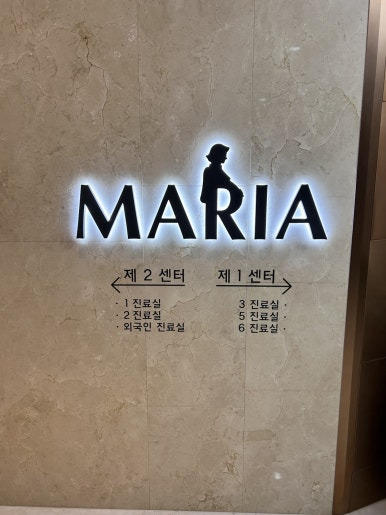 MARIA
제 2 센터
· 1 진료실
· 2 진료실
· 외국인 진료실
제 1 센터
3 진료실 ·
5 진료실 ·
6 진료실 ·